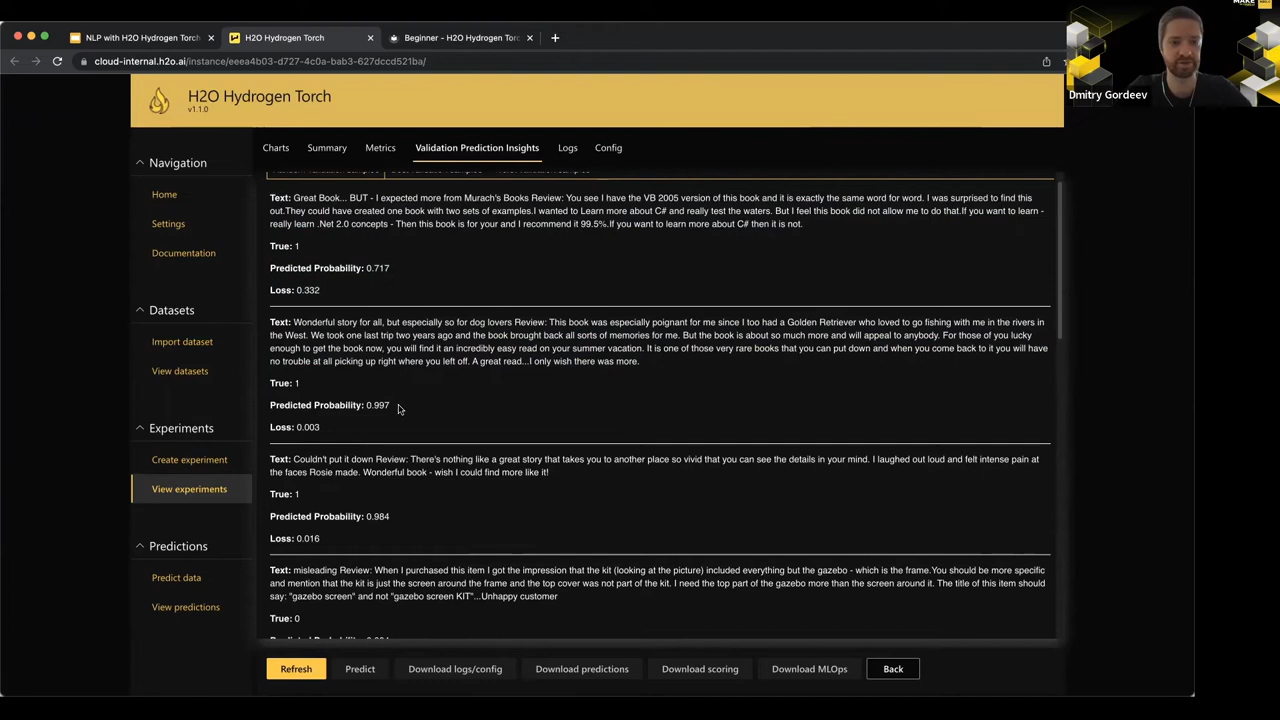 NLP with H2O Hydrogen Torch
H2O Hydrogen Torch
Beginner - H2O Hydrogen Torc
cloud-internal.h2o.ai/instance/eeea4b03-d727-4c0a-bab3-627dccd521ba/
Dmitry Gordeev
H2O Hydrogen Torch
v1.1.0
Navigation
Home
Settings
Documentation
Datasets
Import dataset
View datasets
Experiments
Create experiment
View experiments
Predictions
Predict data
View predictions
Charts
Summary
Metrics
Validation Prediction Insights
Logs
Config
Text: Great Book... BUT - I expected more from Murach's Books Review: You see I have the VB 2005 version of this book and it is exactly the same word for word. I was surprised to find this
out.They could have created one book with two sets of examples.I wanted to Learn more about C# and really test the waters. But I feel this book did not allow me to do that.If you want to learn -
really learn .Net 2.0 concepts - Then this book is for your and I recommend it 99.5%.If you want to learn more about C# then it is not.
True: 1
Predicted Probability: 0.717
Loss: 0.332
Text: Wonderful story for all, but especially so for dog lovers Review: This book was especially poignant for me since I too had a Golden Retriever who loved to go fishing with me in the rivers in
the West. We took one last trip two years ago and the book brought back all sorts of memories for me. But the book is about so much more and will appeal to anybody. For those of you lucky
enough to get the book now, you will find it an incredibly easy read on your summer vacation. It is one of those very rare books that you can put down and when you come back to it you will have
no trouble at all picking up right where you left off. A great read...I only wish there was more.
True: 1
Predicted Probability: 0.997
Loss: 0.003
Text: Couldn't put it down Review: There's nothing like a great story that takes you to another place so vivid that you can see the details in your mind. I laughed out loud and felt intense pain at
the faces Rosie made. Wonderful book - wish I could find more like it!
True: 1
Predicted Probability: 0.984
Loss: 0.016
Text: misleading Review: When I purchased this item I got the impression that the kit (looking at the picture) included everything but the gazebo - which is the frame.You should be more specific
and mention that the kit is just the screen around the frame and the top cover was not part of the kit. I need the top part of the gazebo more than the screen around it. The title of this item should
say: "gazebo screen" and not "gazebo screen KIT"...Unhappy customer
True: 0
Refresh
Predict
Download logs/config
Download predictions
Download scoring
Download MLOps
Back